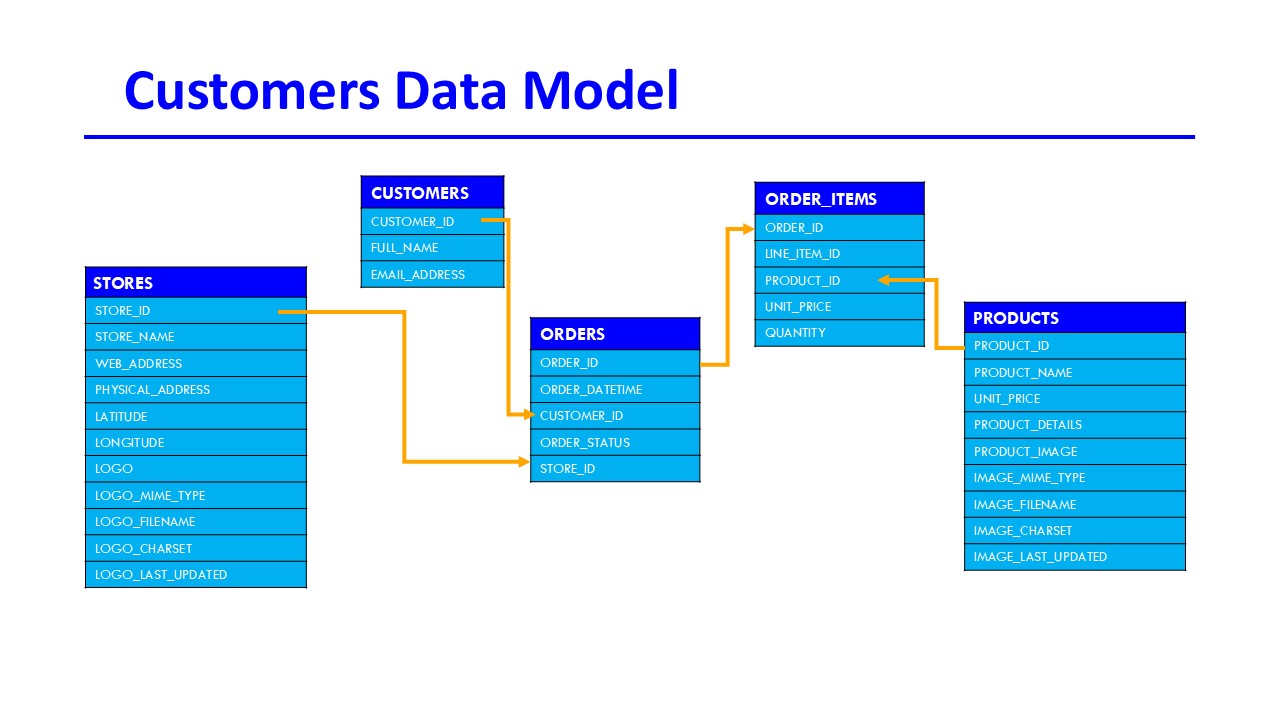 Customers Data Model
CUSTOMERS
CUSTOMER_ID
FULL_NAME
EMAIL_ADDRESS
ORDER_ITEMS
ORDER_ID
LINE_ITEM_ID
PRODUCT_ID
UNIT_PRICE
QUANTITY
STORES
STORE_ID
STORE_NAME
WEB_ADDRESS
PHYSICAL_ADDRESS
LATITUDE
LONGITUDE
LOGO
LOGO_MIME_TYPE
LOGO_FILENAME
LOGO_CHARSET
LOGO_LAST_UPDATED
ORDERS
ORDER_ID
ORDER_DATETIME
CUSTOMER_ID
ORDER_STATUS
STORE_ID
PRODUCTS
PRODUCT_ID
PRODUCT_NAME
UNIT_PRICE
PRODUCT_DETAILS
PRODUCT_IMAGE
IMAGE_MIME_TYPE
IMAGE_FILENAME
IMAGE_CHARSET
IMAGE_LAST_UPDATED